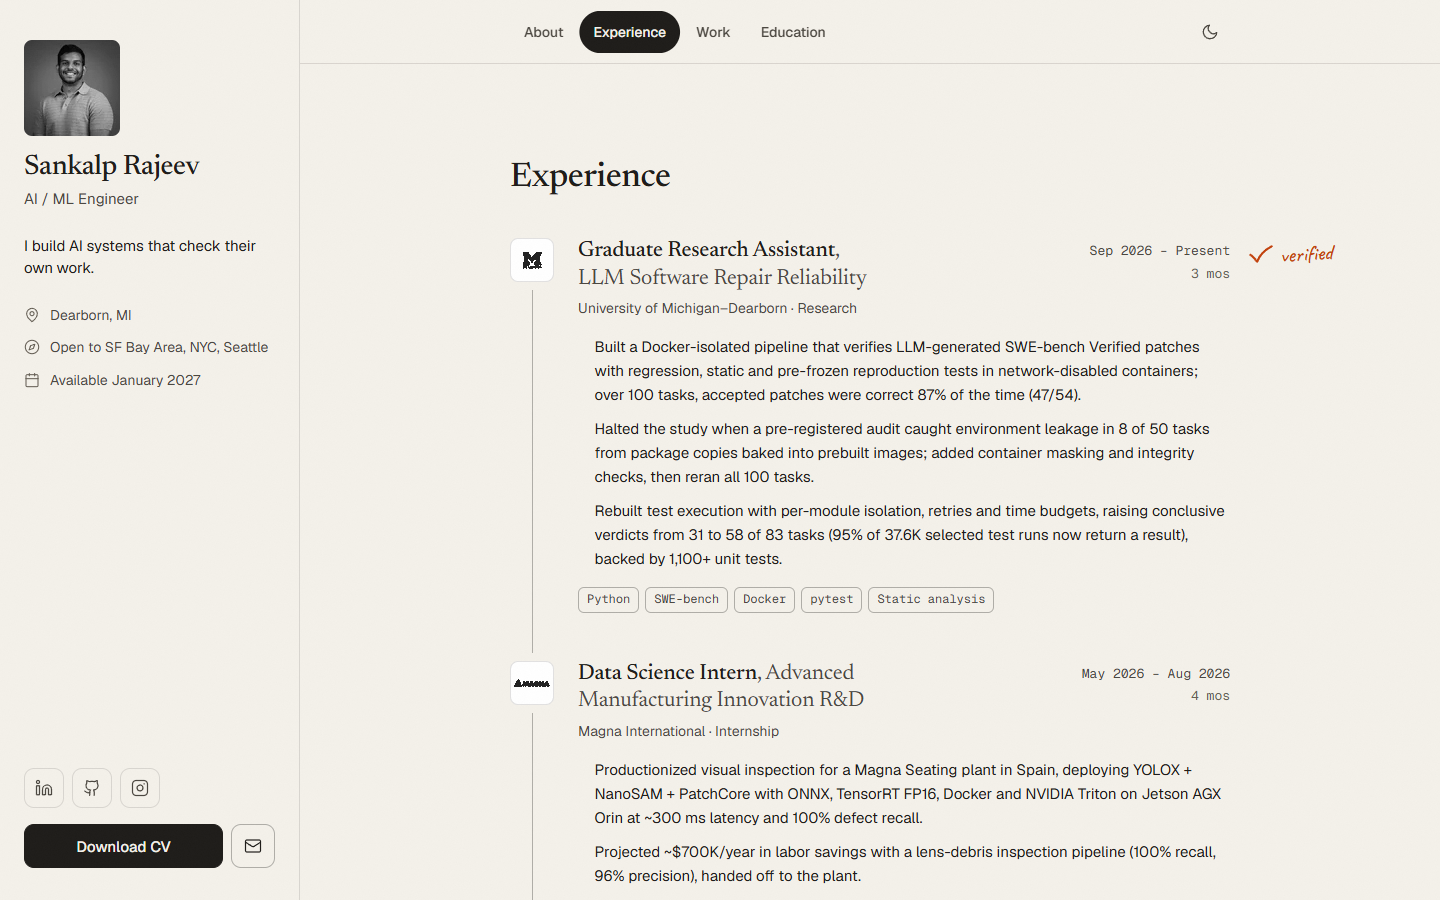 About Experience Work Education
Sankalp Rajeev
AI / ML Engineer
I build AI systems that check their
own work.
Dearborn, MI
Open to SF Bay Area, NYC, Seattle
Available January 2027
Download CV
Experience
Graduate Research Assistant,
LLM Software Repair Reliability
Sep 2026 – Present
3 mos
verified
University of Michigan–Dearborn · Research
Built a Docker-isolated pipeline that verifies LLM-generated SWE-bench Verified patches
with regression, static and pre-frozen reproduction tests in network-disabled containers;
over 100 tasks, accepted patches were correct 87% of the time (47/54).
Halted the study when a pre-registered audit caught environment leakage in 8 of 50 tasks
from package copies baked into prebuilt images; added container masking and integrity
checks, then reran all 100 tasks.
Rebuilt test execution with per-module isolation, retries and time budgets, raising conclusive
verdicts from 31 to 58 of 83 tasks (95% of 37.6K selected test runs now return a result),
backed by 1,100+ unit tests.
Python SWE-bench Docker pytest Static analysis
MAGNA
Data Science Intern, Advanced
Manufacturing Innovation R&D
May 2026 – Aug 2026
4 mos
Magna International · Internship
Productionized visual inspection for a Magna Seating plant in Spain, deploying YOLOX +
NanoSAM + PatchCore with ONNX, TensorRT FP16, Docker and NVIDIA Triton on Jetson AGX
Orin at ~300 ms latency and 100% defect recall.
Projected ~$700K/year in labor savings with a lens-debris inspection pipeline (100% recall,
96% precision), handed off to the plant.